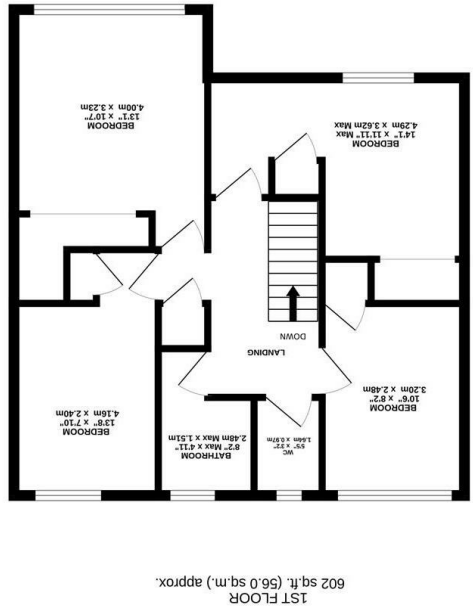 1ST FLOOR
602 sq.ft. (56.0 sq.m.) approx.
BEDROOM
10'6" x 8'2"
3.20m x 2.48m
WC
5'5" x 3'2"
1.64m x 0.97m
BATHROOM
8'2" Max x 4'11"
2.48m Max x 1.51m
BEDROOM
13'8" x 7'10"
4.16m x 2.40m
LANDING
DOWN
BEDROOM
14'1" x 11'11" Max
4.29m x 3.62m Max
BEDROOM
13'1" x 10'7"
4.00m x 3.23m